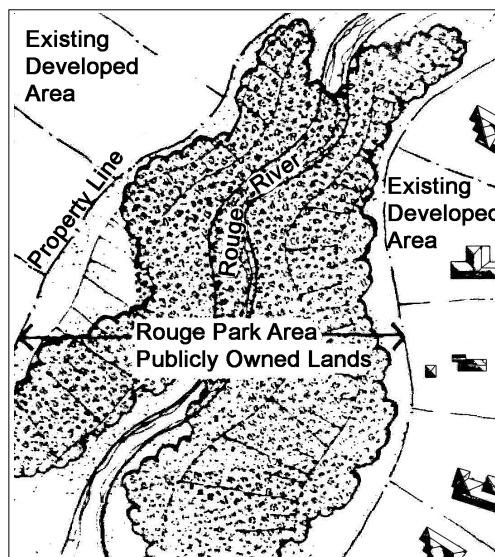 Existing
Developed
Area
Property Line
Rouge River
Existing
Developed
Area
Rouge Park Area
Publicly Owned Lands